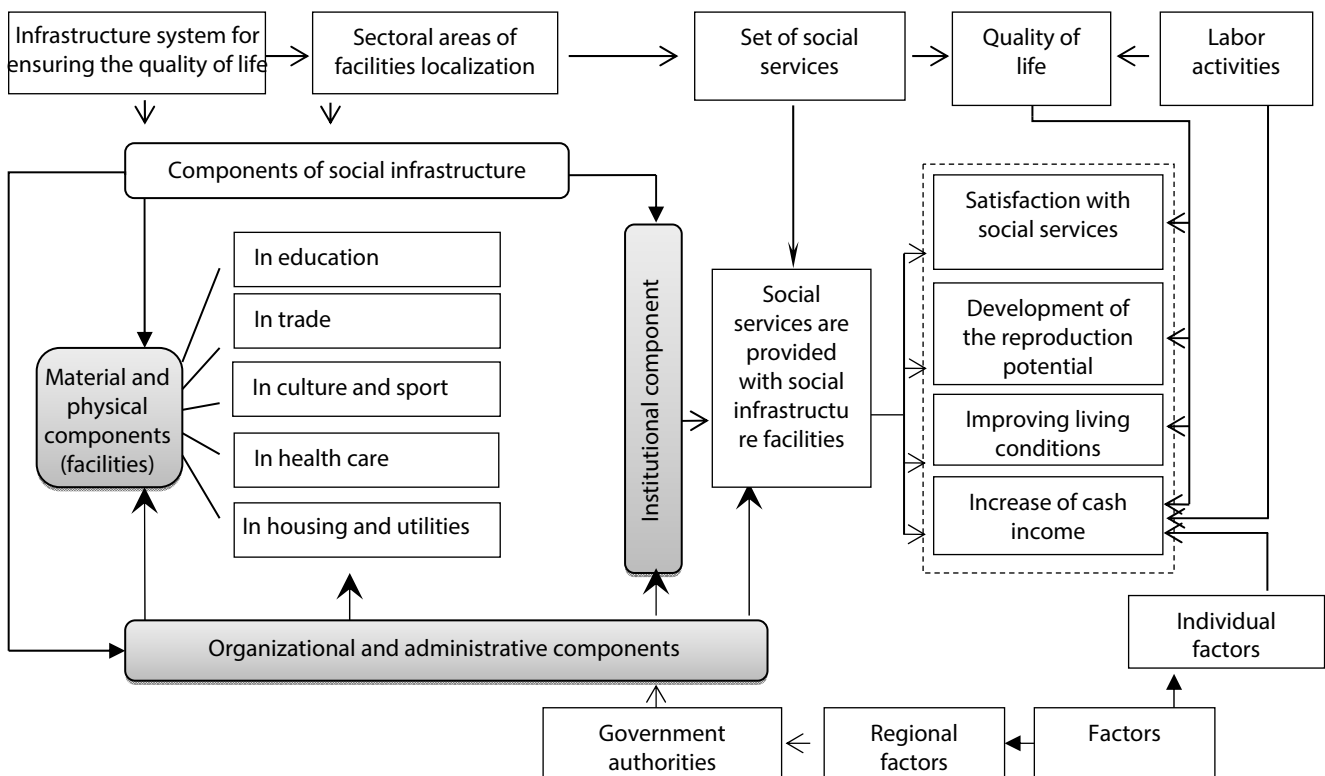 Infrastructure system for
ensuring the quality of life
Sectoral areas of
facilities localization
Set of social
services
Quality of
life
Labor
activities
Components of social infrastructure
Material and
physical
components
(facilities)
In education
In trade
In culture and sport
In health care
In housing and utilities
Institutional component
Social
services are
provided
with social
infrastructu
re facilities
Satisfaction with
social services
Development of
the reproduction
potential
Improving living
conditions
Increase of cash
income
Organizational and administrative components
Individual
factors
Government
authorities
Regional
factors
Factors